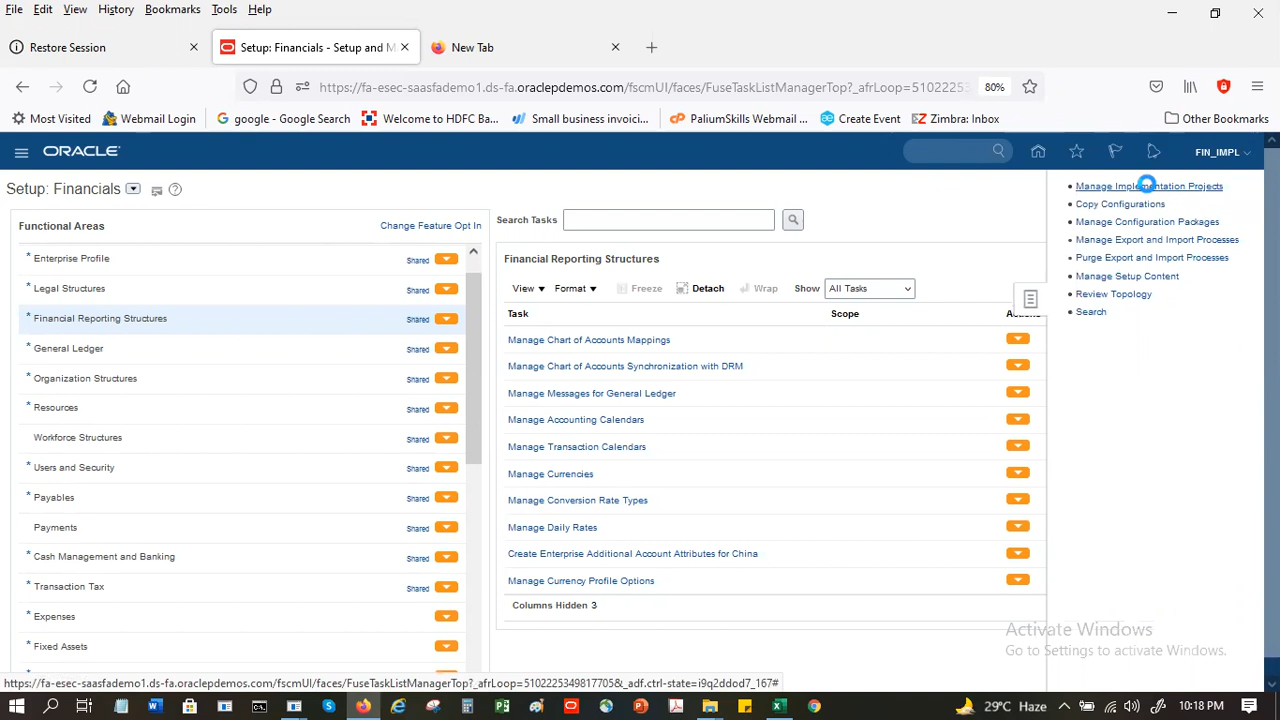 File Edit View History Bookmarks Tools Help
Restore Session × Setup: Financials - Setup and M × New Tab × +
https://fa-esec-saasfademo1.ds-fa.oraclepdemos.com/fscmUI/faces/FuseTaskListManagerTop?_afrLoop=51022253 80%
Most Visited Webmail Login google - Google Search Welcome to HDFC Ba... Small business invoicin... PaliumSkills Webmail ... Create Event Zimbra: Inbox Other Bookmarks
ORACLE FIN_IMPL
Setup: Financials
Functional Areas Change Feature Opt In
* Enterprise Profile Shared
* Legal Structures Shared
* Financial Reporting Structures Shared
* General Ledger Shared
* Organization Structures Shared
* Resources Shared
Workforce Structures Shared
* Users and Security Shared
* Payables Shared
Payments Shared
* Cash Management and Banking Shared
* Transaction Tax Shared
* Expenses
* Fixed Assets
Search Tasks
Financial Reporting Structures
View Format Freeze Detach Wrap Show All Tasks
Task Scope Actions
Manage Chart of Accounts Mappings
Manage Chart of Accounts Synchronization with DRM
Manage Messages for General Ledger
Manage Accounting Calendars
Manage Transaction Calendars
Manage Currencies
Manage Conversion Rate Types
Manage Daily Rates
Create Enterprise Additional Account Attributes for China
Manage Currency Profile Options
Columns Hidden 3
Manage Implementation Projects
Copy Configurations
Manage Configuration Packages
Manage Export and Import Processes
Purge Export and Import Processes
Manage Setup Content
Review Topology
Search
Activate Windows
Go to Settings to activate Windows.
https://fa-esec-saasfademo1.ds-fa.oraclepdemos.com/fscmUI/faces/FuseTaskListManagerTop?_afrLoop=5102225349817705&_adf.ctrl-state=i9q2ddod7_167#
29°C Haze 10:18 PM